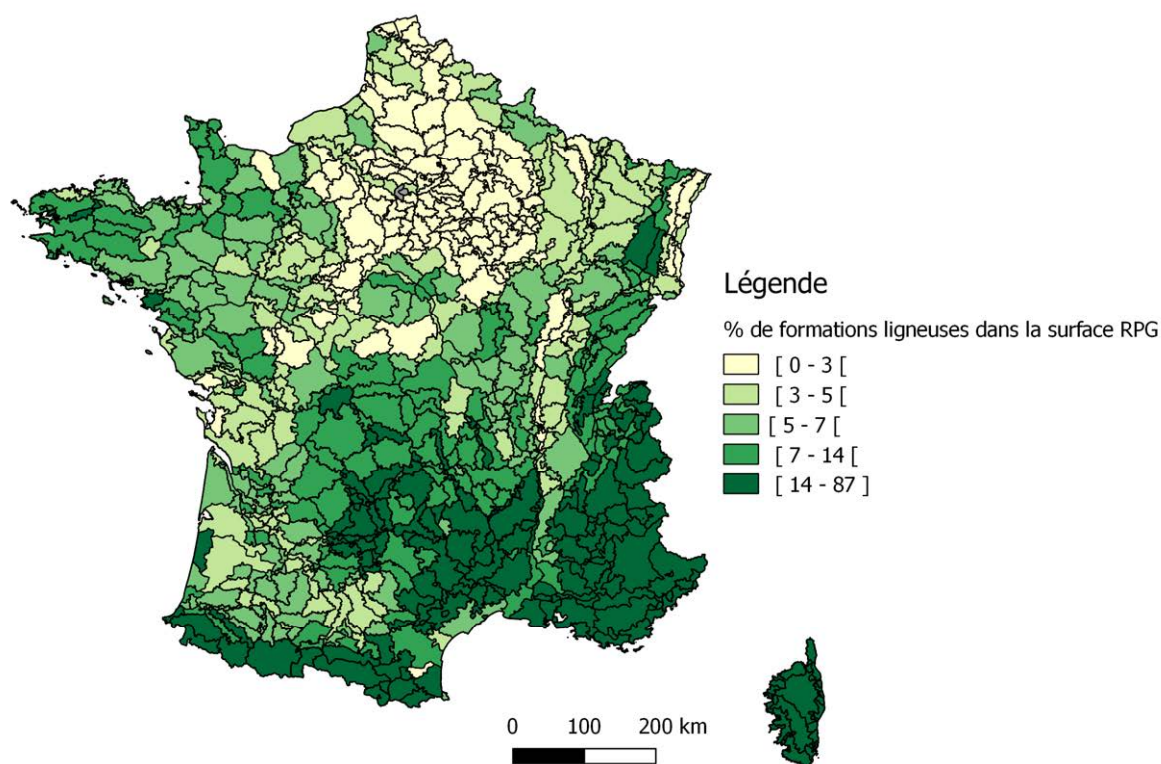 Légende
% de formations ligneuses dans la surface RPG
[ 0 - 3 [
[ 3 - 5 [
[ 5 - 7 [
[ 7 - 14 [
[ 14 - 87 ]
0 100 200 km